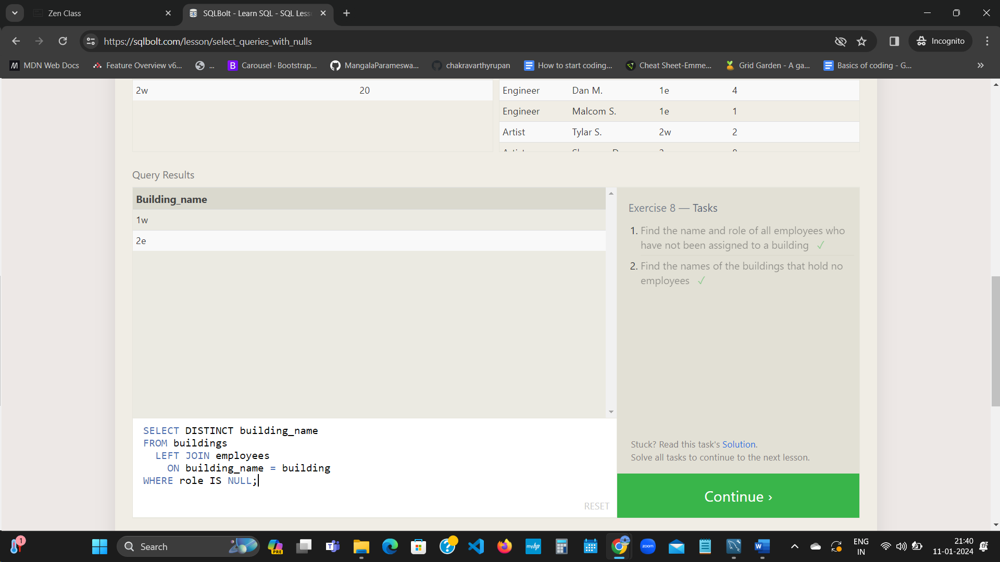 Zen Class
SQLBolt - Learn SQL - SQL Less
https://sqlbolt.com/lesson/select_queries_with_nulls
Incognito
MDN Web Docs
Feature Overview v6...
...
Carousel · Bootstrap...
MangalaParameswa...
chakravarthyrupan
How to start coding...
Cheat Sheet-Emme...
Grid Garden - A ga...
Basics of coding - G...
2w 20
Engineer Dan M. 1e 4
Engineer Malcom S. 1e 1
Artist Tylar S. 2w 2
Query Results
Building_name
1w
2e
Exercise 8 — Tasks
1. Find the name and role of all employees who
have not been assigned to a building ✓
2. Find the names of the buildings that hold no
employees ✓
SELECT DISTINCT building_name
FROM buildings
LEFT JOIN employees
ON building_name = building
WHERE role IS NULL;
RESET
Stuck? Read this task's Solution.
Solve all tasks to continue to the next lesson.
Continue ›
1
Search
PRE
myhp
zoom
ENG
IN
21:40
11-01-2024